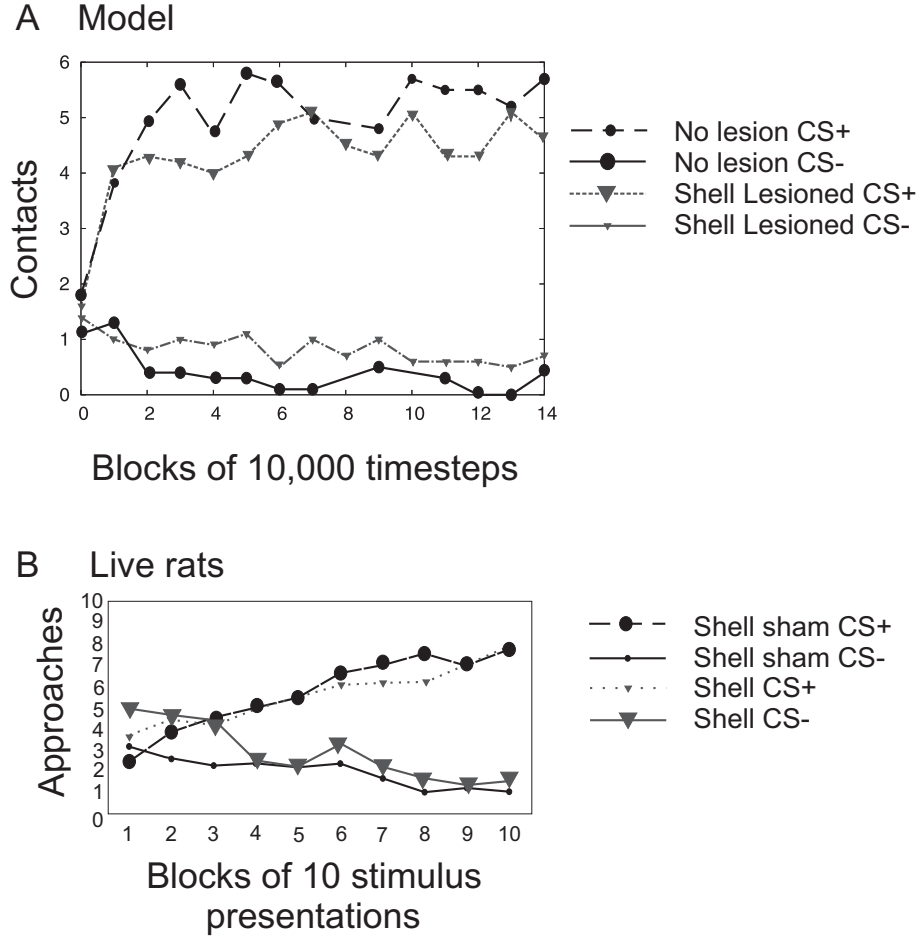 A Model
6
5
4
3
2
1
0
Contacts
0 2 4 6 8 10 12 14
Blocks of 10,000 timesteps
No lesion CS+
No lesion CS-
Shell Lesioned CS+
Shell Lesioned CS-
B Live rats
10
9
8
7
6
5
4
3
2
1
0
Approaches
1 2 3 4 5 6 7 8 9 10
Blocks of 10 stimulus
presentations
Shell sham CS+
Shell sham CS-
Shell CS+
Shell CS-